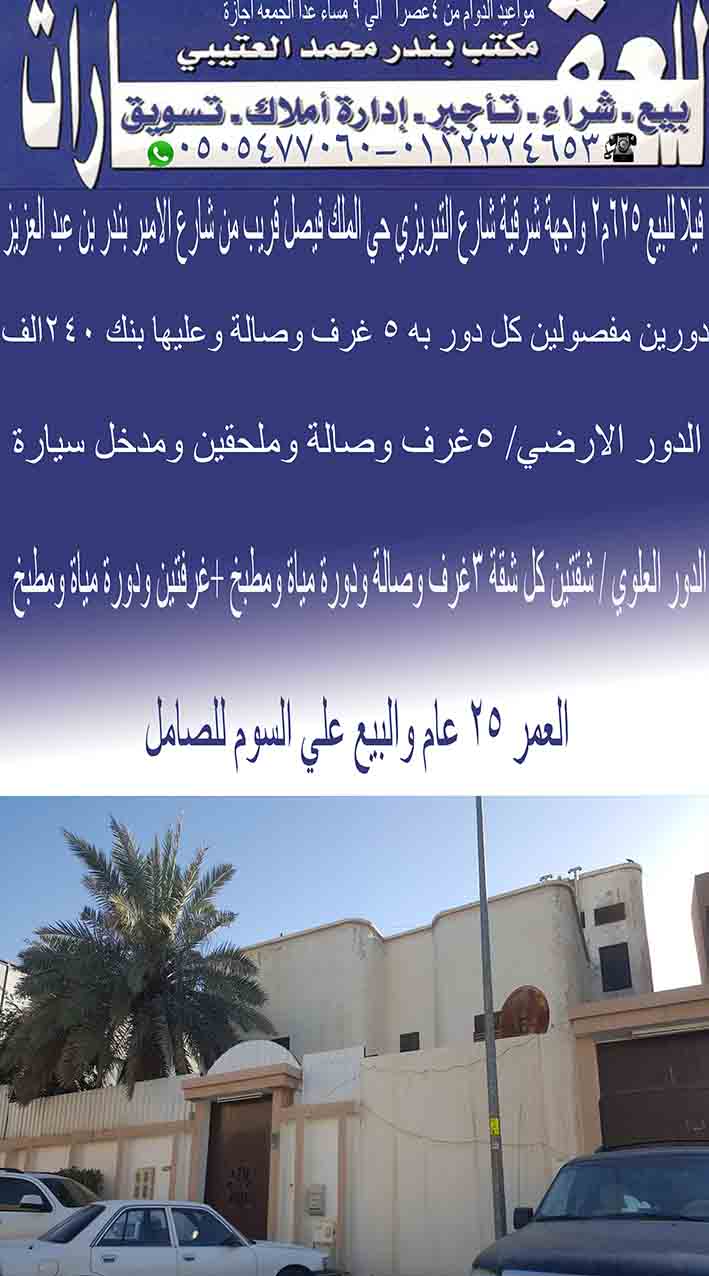 مواعيد الدوام من ٤ عصرا الي ٩ مساء عدا الجمعه اجازة
للعقارات
مكتب بندر محمد العتيبي
بيع. شراء. تأجير. إدارة أملاك. تسويق
٠٥٠٥٤٧٧٠٦٠-٠١١٢٣٢٤٦٥٣
فيلا للبيع ٦٢٥م٢ واجهة شرقية شارع التبريزي حي الملك فيصل قريب من شارع الامير بندر بن عبد العزيز
دورين مفصولين كل دور به ٥ غرف وصالة وعليها بنك ٢٤٠الف
الدور الارضي/ ٥غرف وصالة وملحقين ومدخل سيارة
الدور العلوي / شقتين كل شقة ٣غرف وصالة ودورة مياة ومطبخ +غرفتين ودورة مياة ومطبخ
العمر ٢٥ عام والبيع علي السوم للصامل